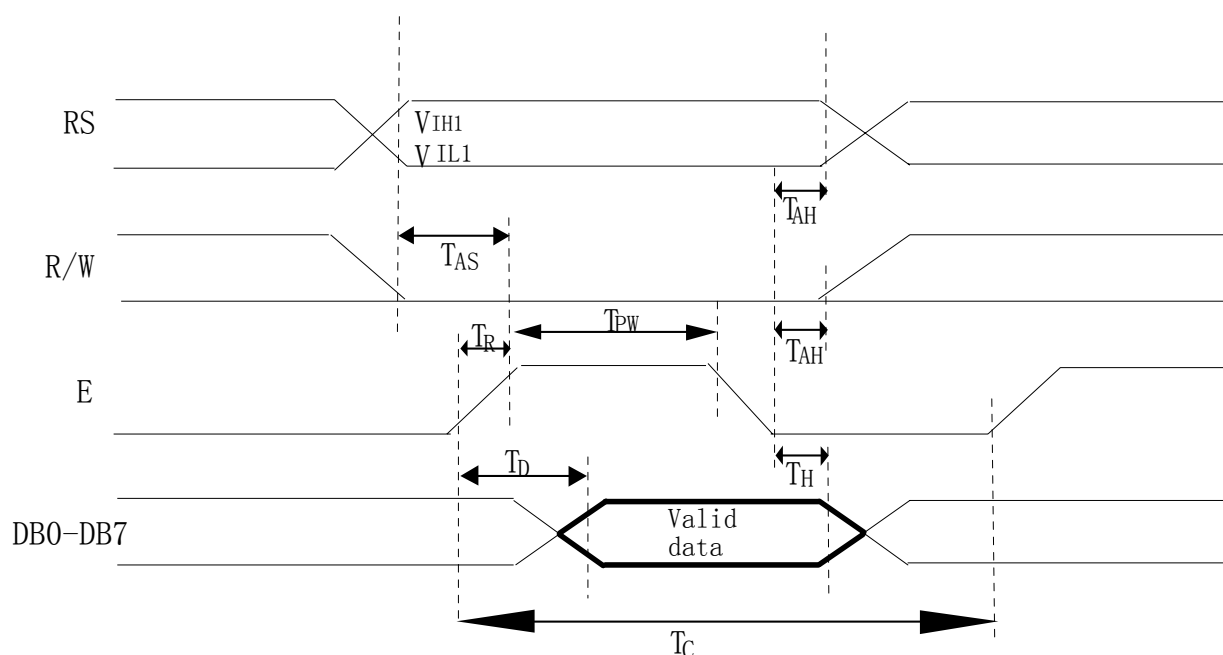 RS
VIH1
VIL1
TAH
R/W
TAS
TR
TPW
TAH
E
TD
TH
DB0-DB7
Valid
data
TC